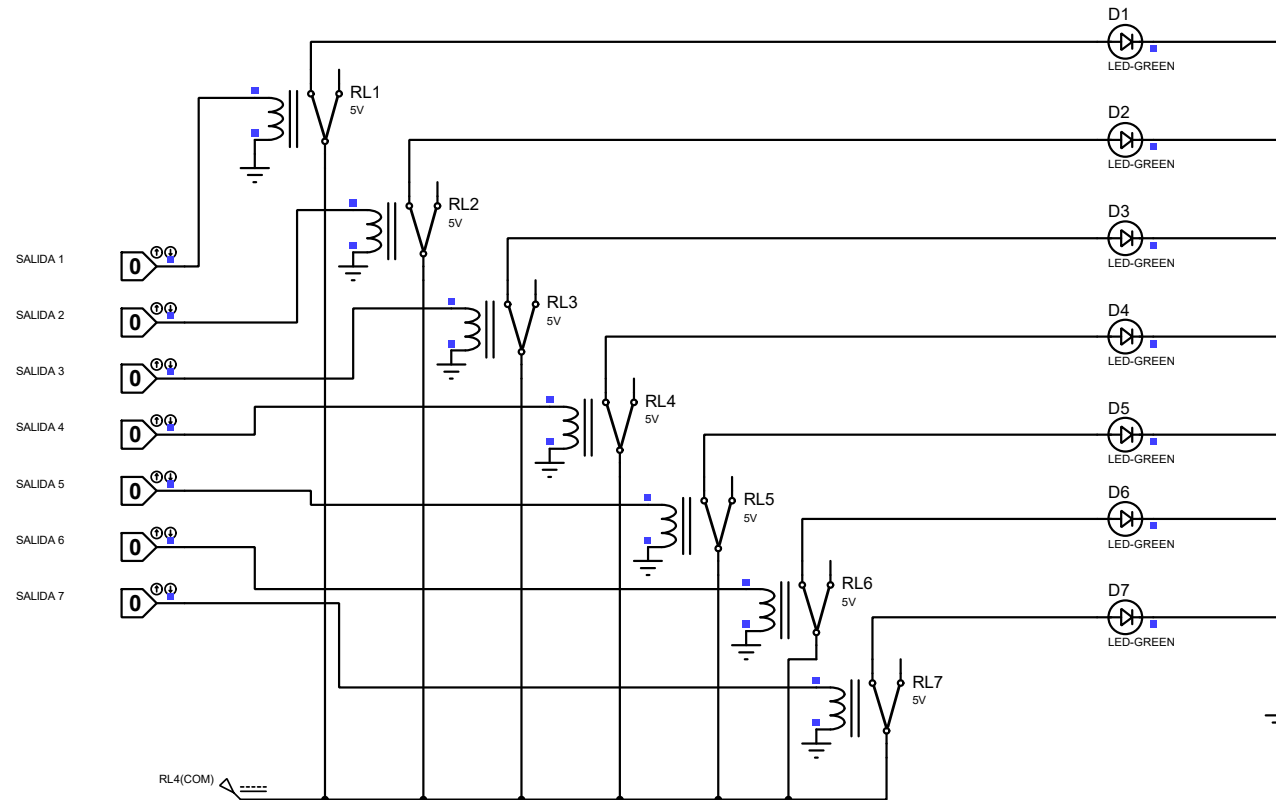 D1
LED-GREEN
RL1
5V
D2
LED-GREEN
RL2
5V
D3
LED-GREEN
SALIDA 1
0
SALIDA 2
0
RL3
5V
D4
LED-GREEN
SALIDA 3
0
RL4
5V
SALIDA 4
0
D5
LED-GREEN
SALIDA 5
0
RL5
5V
D6
LED-GREEN
SALIDA 6
0
RL6
5V
SALIDA 7
0
D7
LED-GREEN
RL7
5V
RL4(COM)